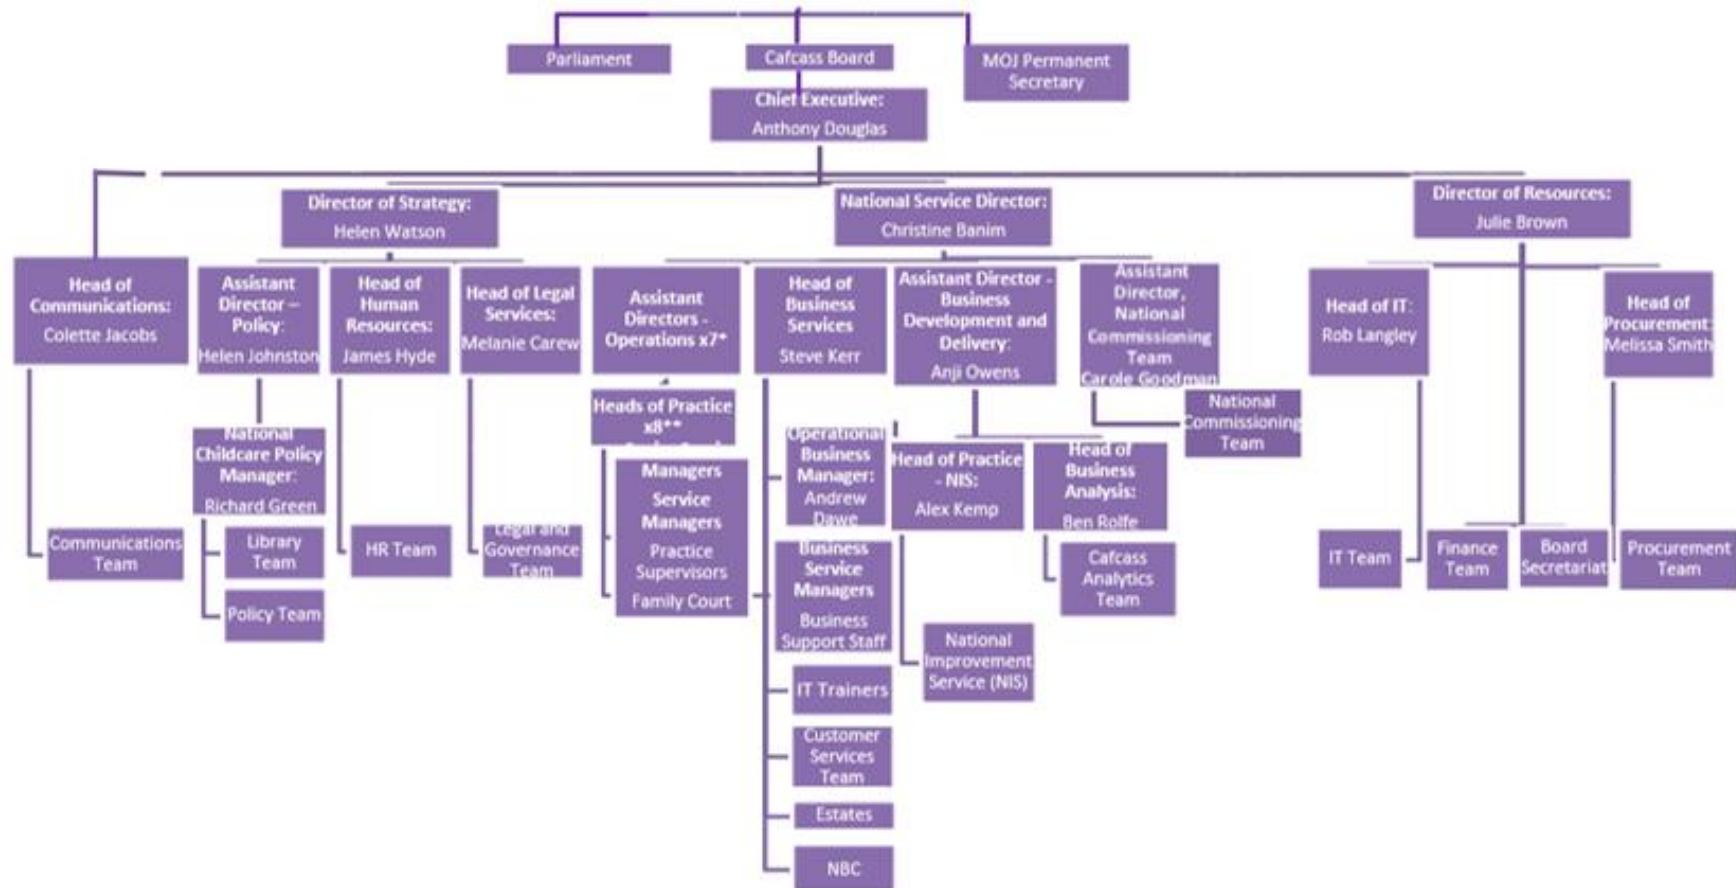 Parliament
Cafcass Board
MOJ Permanent
Secretary
Chief Executive:
Anthony Douglas
Director of Strategy:
Helen Watson
National Service Director:
Christine Banim
Director of Resources:
Julie Brown
Head of
Communications:
Colette Jacobs
Assistant
Director –
Policy:
Helen Johnston
Head of
Human
Resources:
James Hyde
Head of Legal
Services:
Melanie Carew
Assistant
Directors -
Operations x7*
Head of
Business
Services
Steve Kerr
Assistant Director -
Business
Development and
Delivery:
Anji Owens
Assistant
Director,
National
Commissioning
Team
Carole Goodman
Head of IT:
Rob Langley
Head of
Procurement:
Melissa Smith
Heads of Practice
x8**
National
Commissioning
Team
National
Childcare Policy
Manager:
Richard Green
Managers
Service
Managers
Practice
Supervisors
Family Court
Operational
Business
Manager:
Andrew
Dawe
Head of Practice
- NIS:
Alex Kemp
Head of
Business
Analysis:
Ben Rolfe
Communications
Team
Library
Team
Policy Team
HR Team
Legal and
Governance
Team
Business
Service
Managers
Business
Support Staff
Cafcass
Analytics
Team
IT Team
Finance
Team
Board
Secretariat
Procurement
Team
National
Improvement
Service (NIS)
IT Trainers
Customer
Services
Team
Estates
NBC